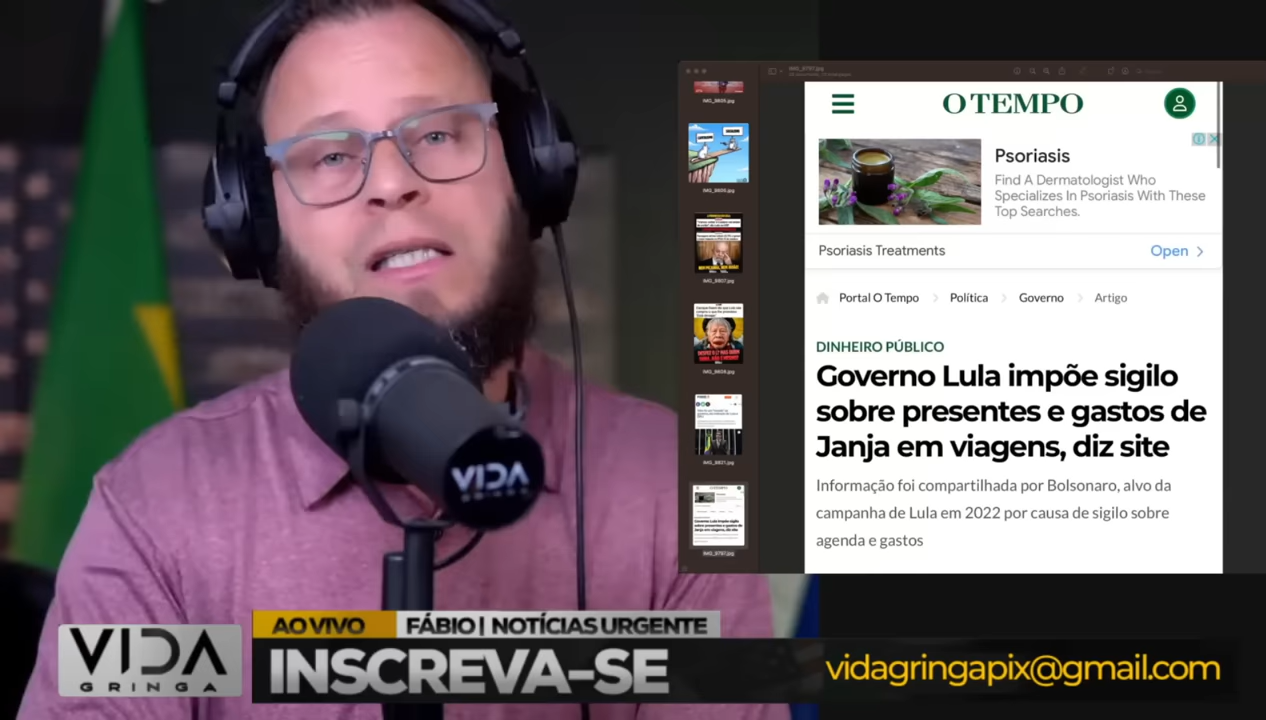 O TEMPO
Psoriasis
Find A Dermatologist Who
Specializes In Psoriasis With These
Top Searches.
Psoriasis Treatments
Open
Portal O Tempo
Política
Governo
Artigo
DINHEIRO PÚBLICO
Governo Lula impõe sigilo
sobre presentes e gastos de
Janja em viagens, diz site
Informação foi compartilhada por Bolsonaro, alvo da
campanha de Lula em 2022 por causa de sigilo sobre
agenda e gastos
VIDA
GRINGA
AO VIVO
FÁBIO | NOTÍCIAS URGENTE
INSCREVA-SE
VIDA
GRINGA
vidagringapix@gmail.com